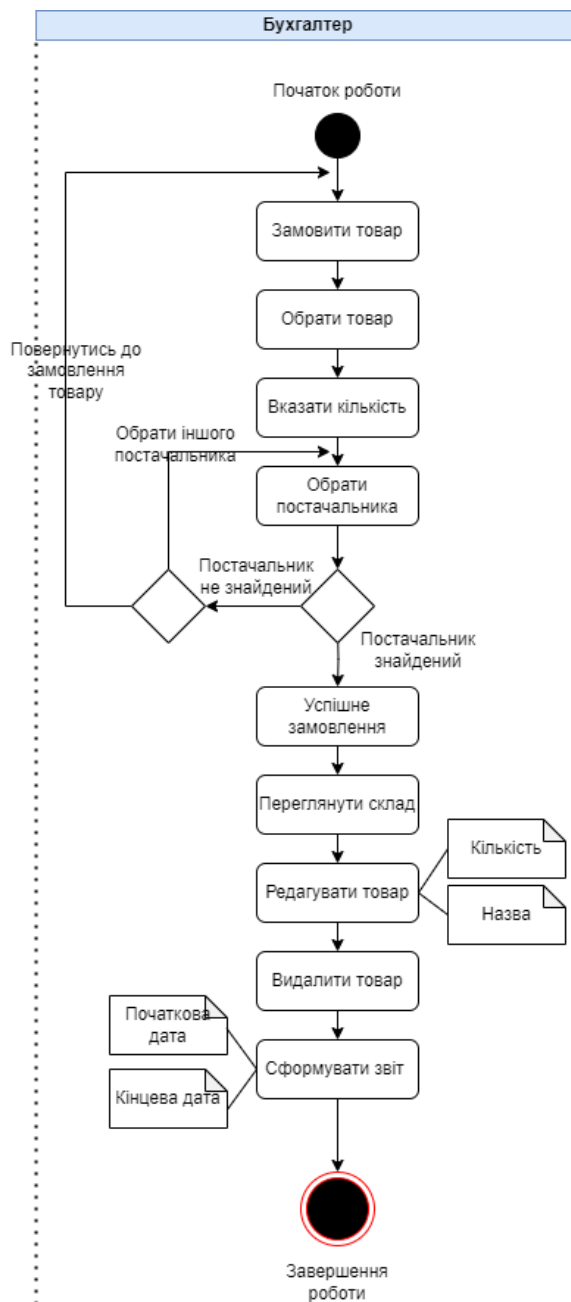 Бухгалтер
Початок роботи
Замовити товар
Обрати товар
Повернутись до
замовлення
товару
Вказати кількість
Обрати іншого
постачальника
Обрати
постачальника
Постачальник
не знайдений
Постачальник
знайдений
Успішне
замовлення
Переглянути склад
Кількість
Редагувати товар
Назва
Видалити товар
Початкова
дата
Сформувати звіт
Кінцева дата
Завершення
роботи